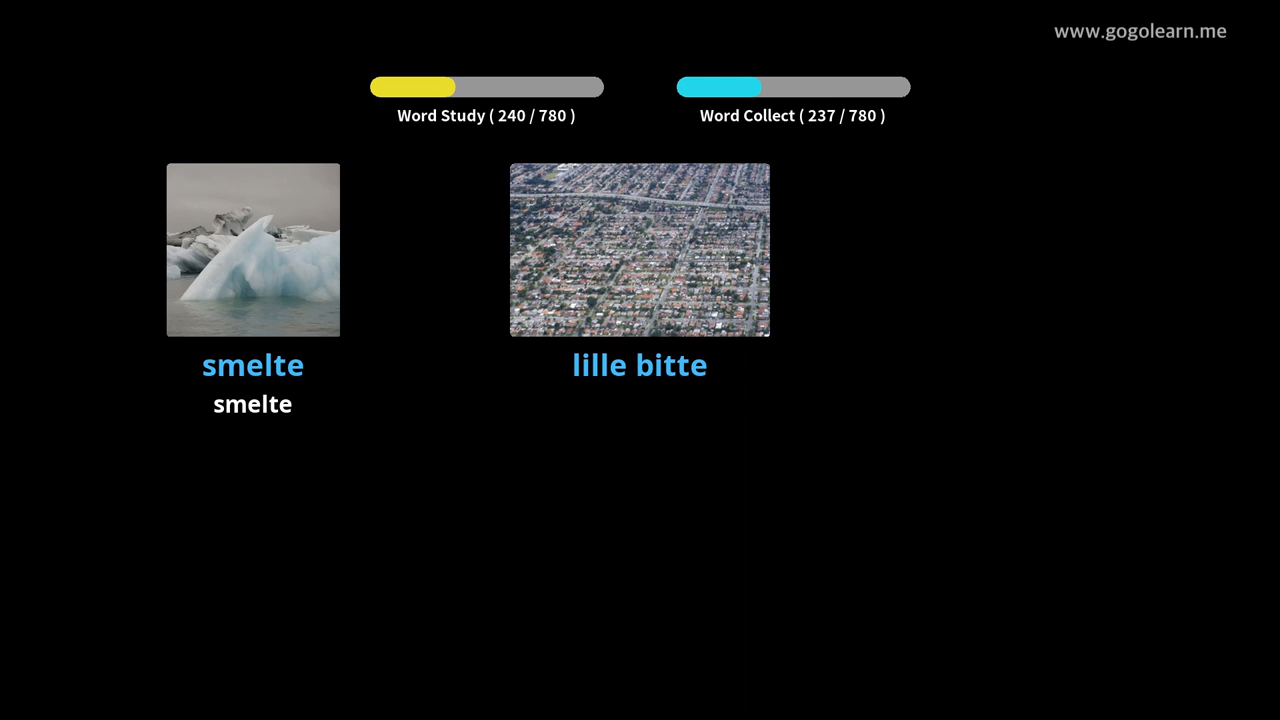 www.gogolearn.me
Word Study ( 240 / 780 )
Word Collect ( 237 / 780 )
smelte
smelte
lille bitte